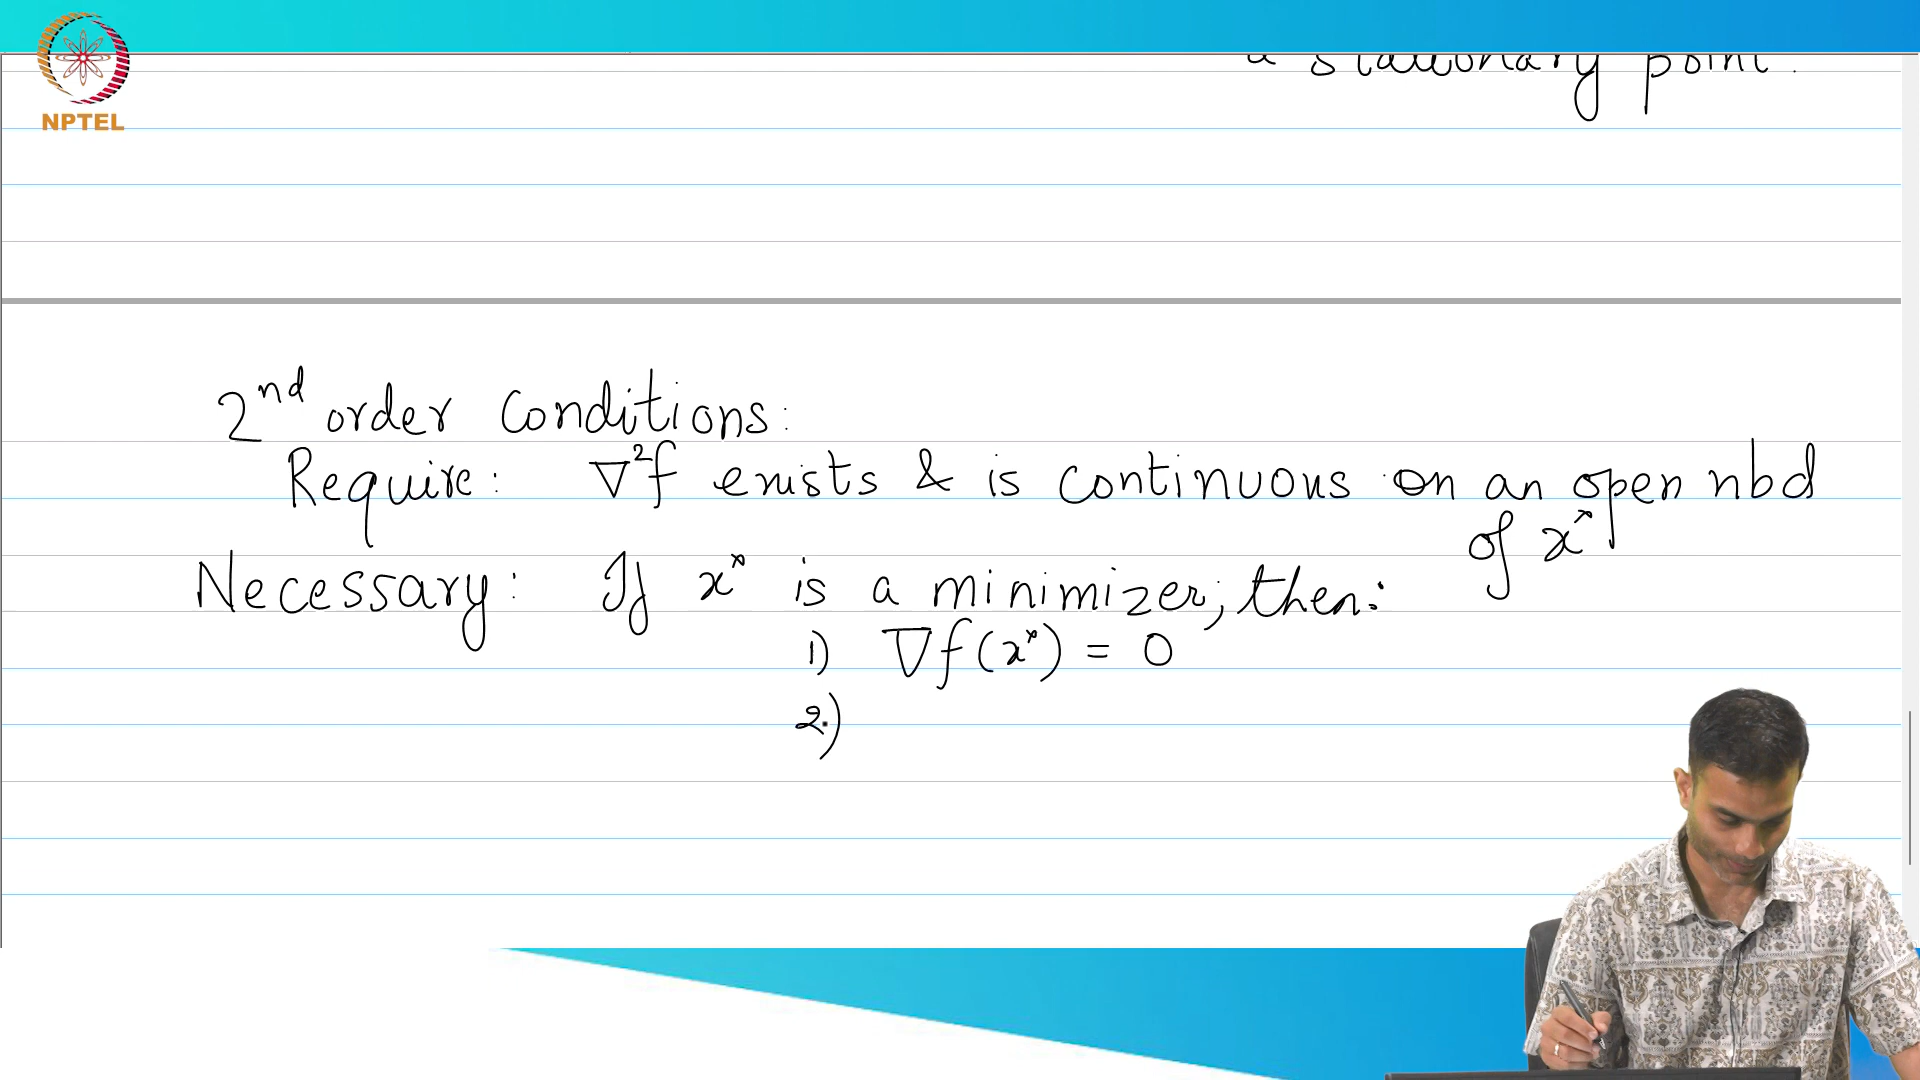 a stationary point.
NPTEL
2nd order conditions:
Require: ∇²f exists & is continuous on an open nbd
of x*
Necessary: If x* is a minimizer, then:
1) ∇f(x*) = 0
2.)